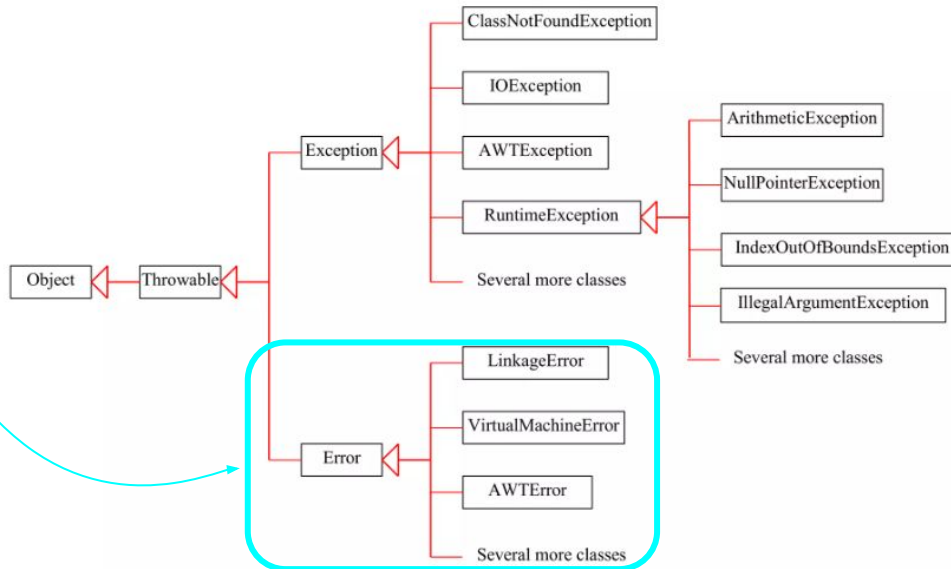 ClassNotFoundException
IOException
ArithmeticException
Exception
AWTException
NullPointerException
RuntimeException
IndexOutOfBoundsException
Object
Throwable
Several more classes
IllegalArgumentException
LinkageError
Several more classes
VirtualMachineError
Error
AWTError
Several more classes